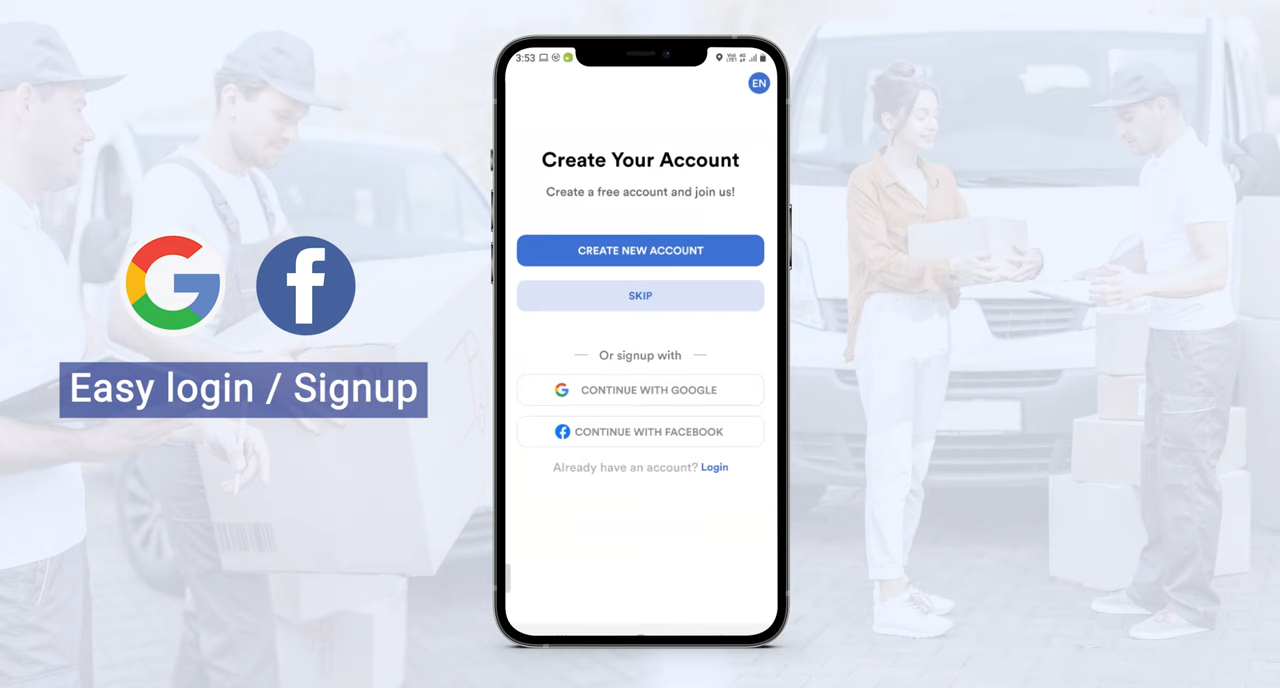 Easy login / Signup
3:53
EN
Create Your Account
Create a free account and join us!
CREATE NEW ACCOUNT
SKIP
Or signup with
CONTINUE WITH GOOGLE
CONTINUE WITH FACEBOOK
Already have an account? Login